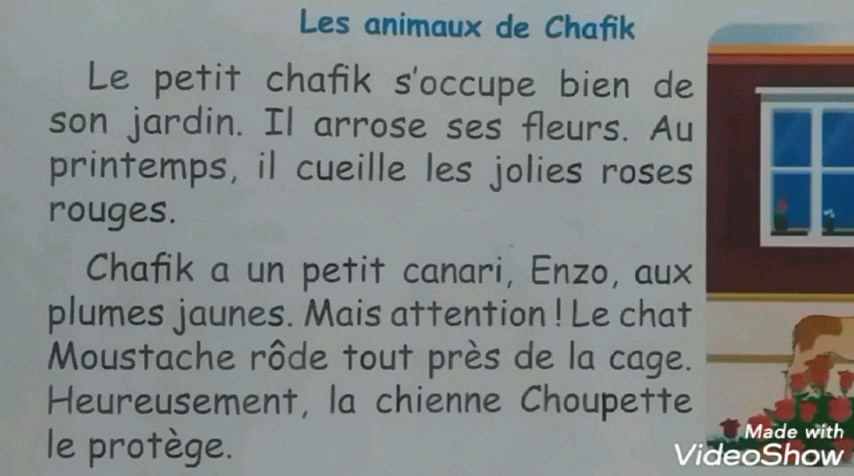 Les animaux de Chafik
Le petit chafik s'occupe bien de
son jardin. Il arrose ses fleurs. Au
printemps, il cueille les jolies roses
rouges.
Chafik a un petit canari, Enzo, aux
plumes jaunes. Mais attention ! Le chat
Moustache rôde tout près de la cage.
Heureusement, la chienne Choupette
le protège.
Made with
VideoShow